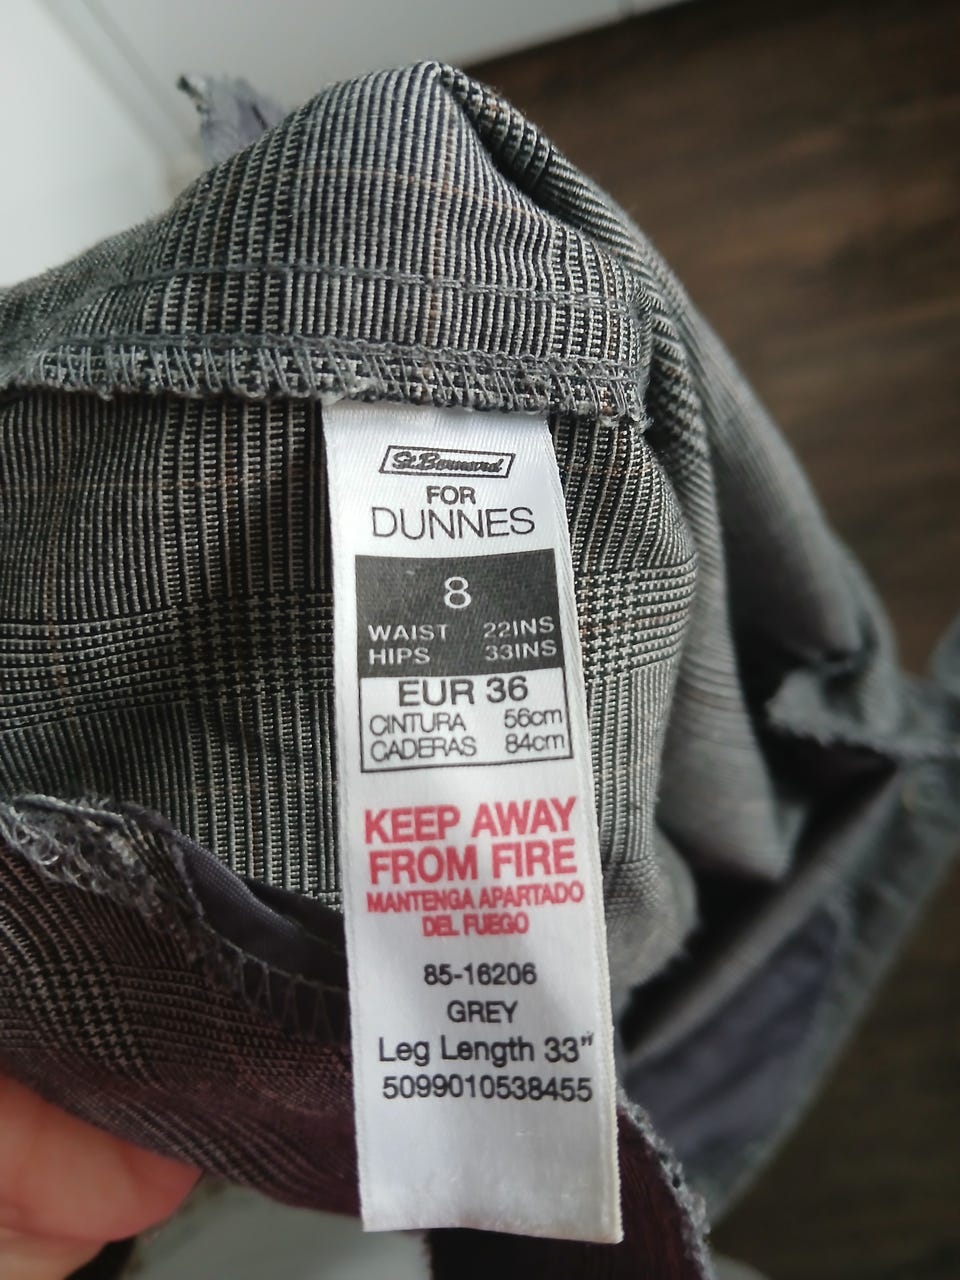 St. Bernard
FOR
DUNNES
8
WAIST 22INS
HIPS 33INS
EUR 36
CINTURA 56cm
CADERAS 84cm
KEEP AWAY
FROM FIRE
MANTENGA APARTADO
DEL FUEGO
85-16206
GREY
Leg Length 33"
5099010538455